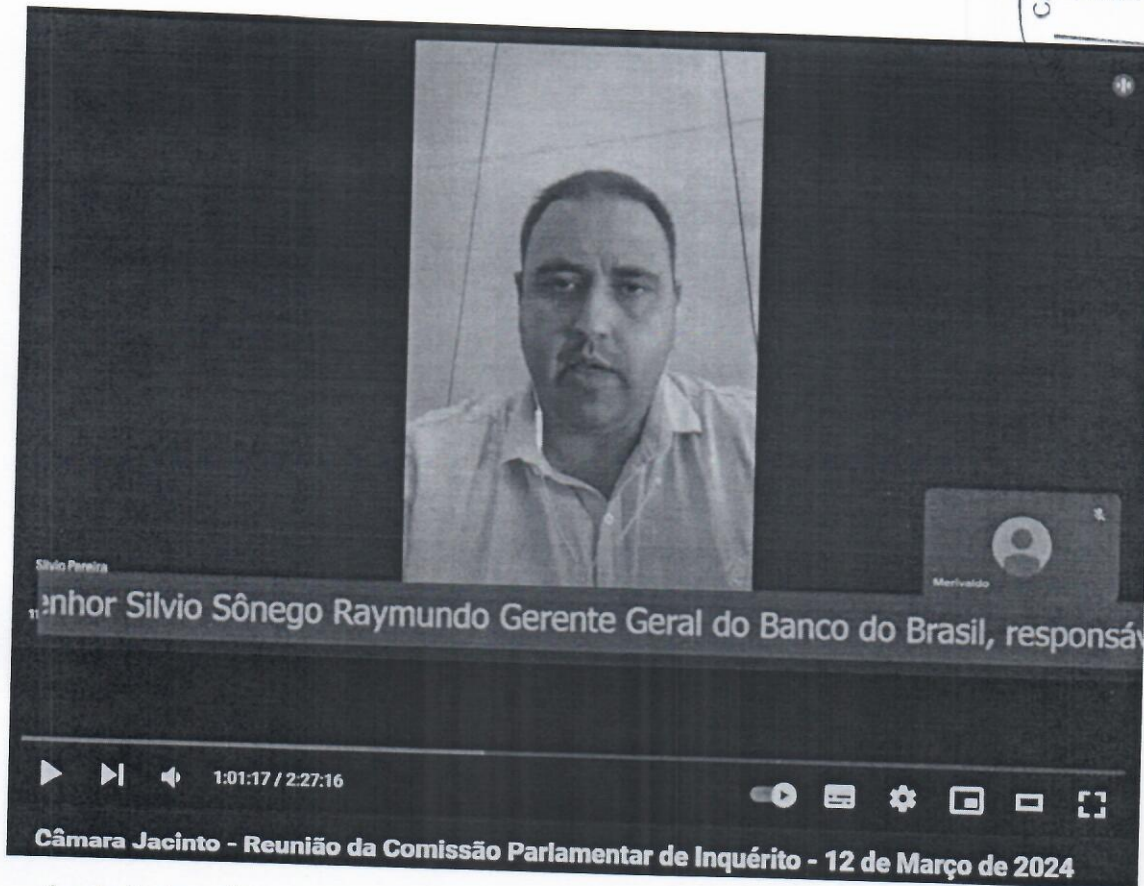 Silvio Pereira
Merivaldo
enhor Silvio Sônego Raymundo Gerente Geral do Banco do Brasil, responsáv
1:01:17 / 2:27:16
Câmara Jacinto - Reunião da Comissão Parlamentar de Inquérito - 12 de Março de 2024